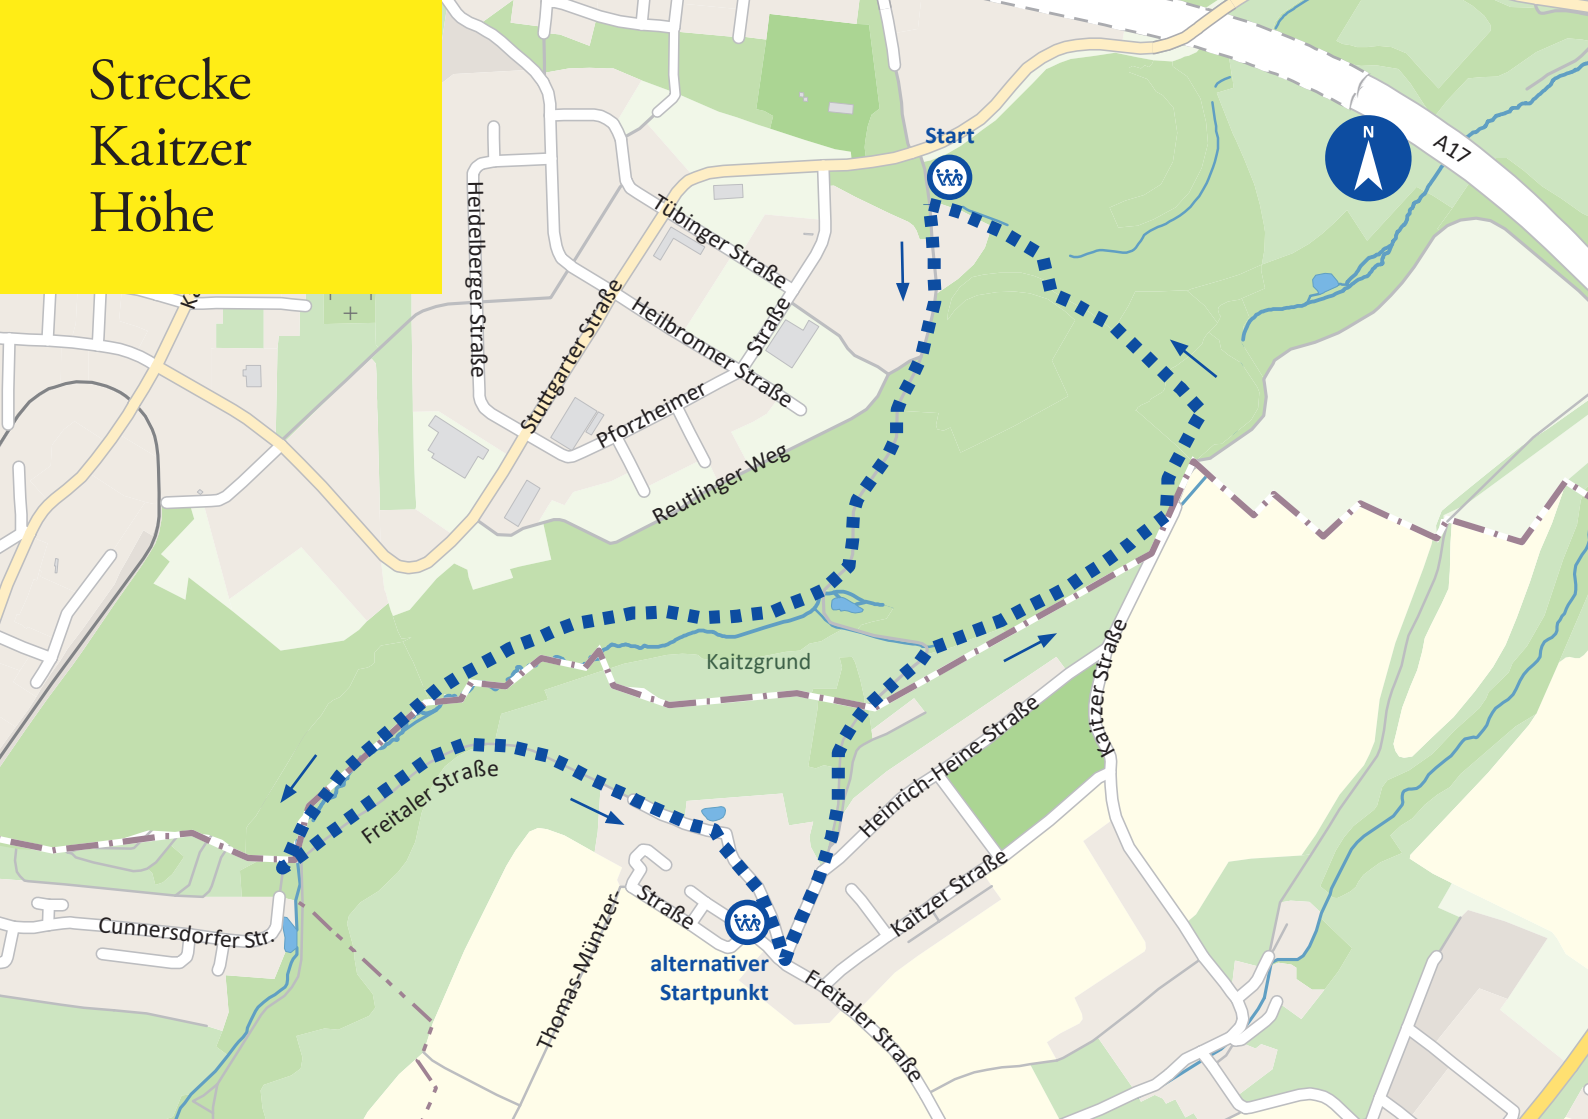 Strecke
Kaitzer
Höhe
Start
N
A17
Heidelberger Straße
Tübinger Straße
Stuttgarter Straße
Heilbronner Straße
Pforzheimer
Straße
Reutlinger Weg
Kaitzgrund
Kaitzer Straße
Heinrich-Heine-Straße
Freitaler Straße
Kaitzer Straße
Cunnersdorfer Str.
Thomas-Müntzer-
Straße
alternativer
Startpunkt
Freitaler Straße